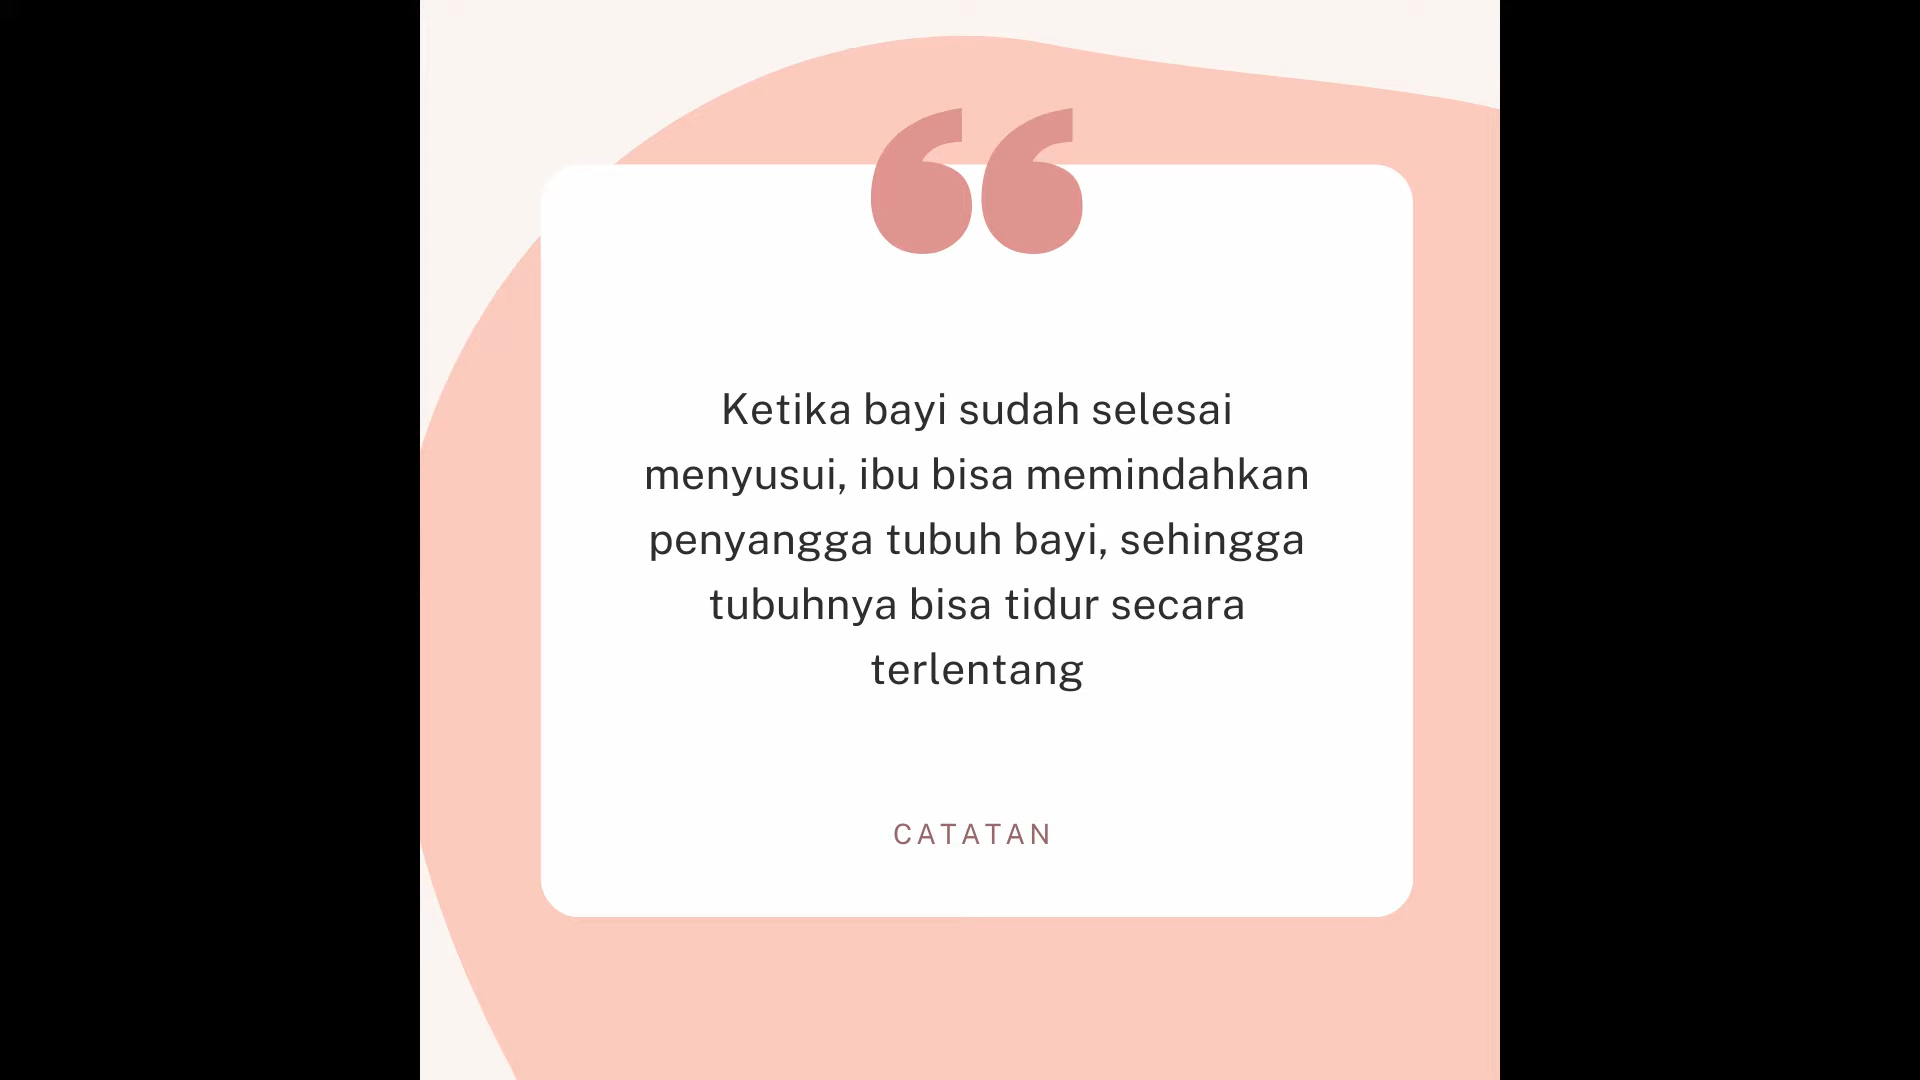 Ketika bayi sudah selesai
menyusui, ibu bisa memindahkan
penyangga tubuh bayi, sehingga
tubuhnya bisa tidur secara
terlentang
CATATAN